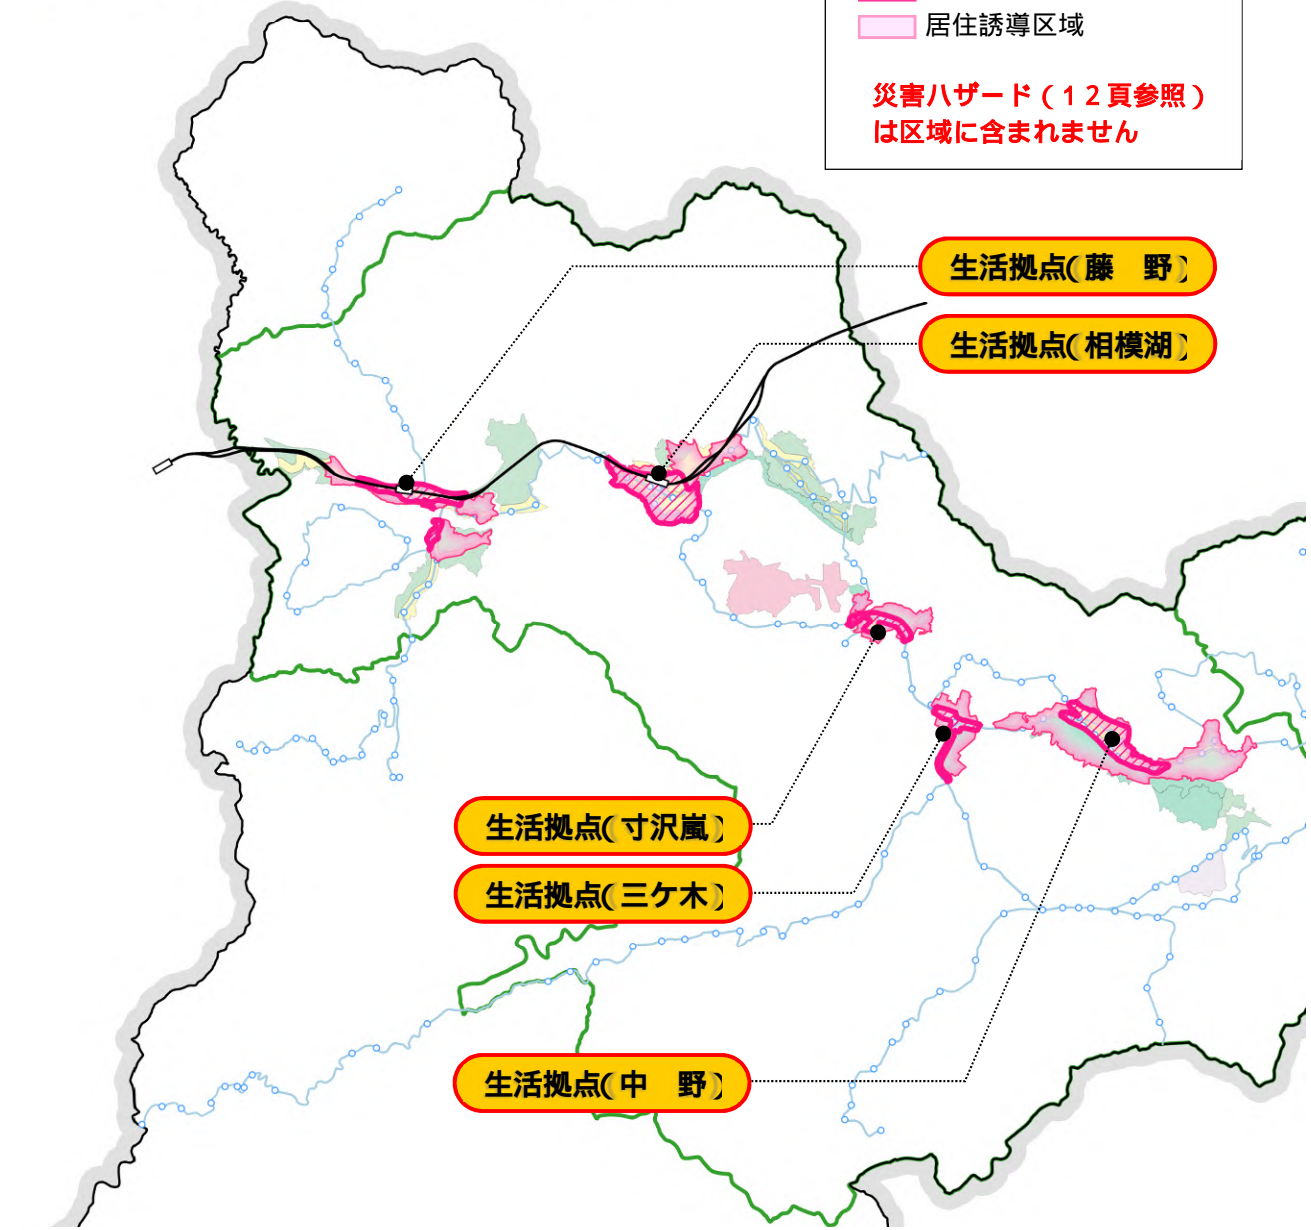 居住誘導区域
災害ハザード（１２頁参照）
は区域に含まれません
生活拠点(藤　野)
生活拠点(相模湖)
生活拠点(寸沢嵐)
生活拠点(三ケ木)
生活拠点(中　野)